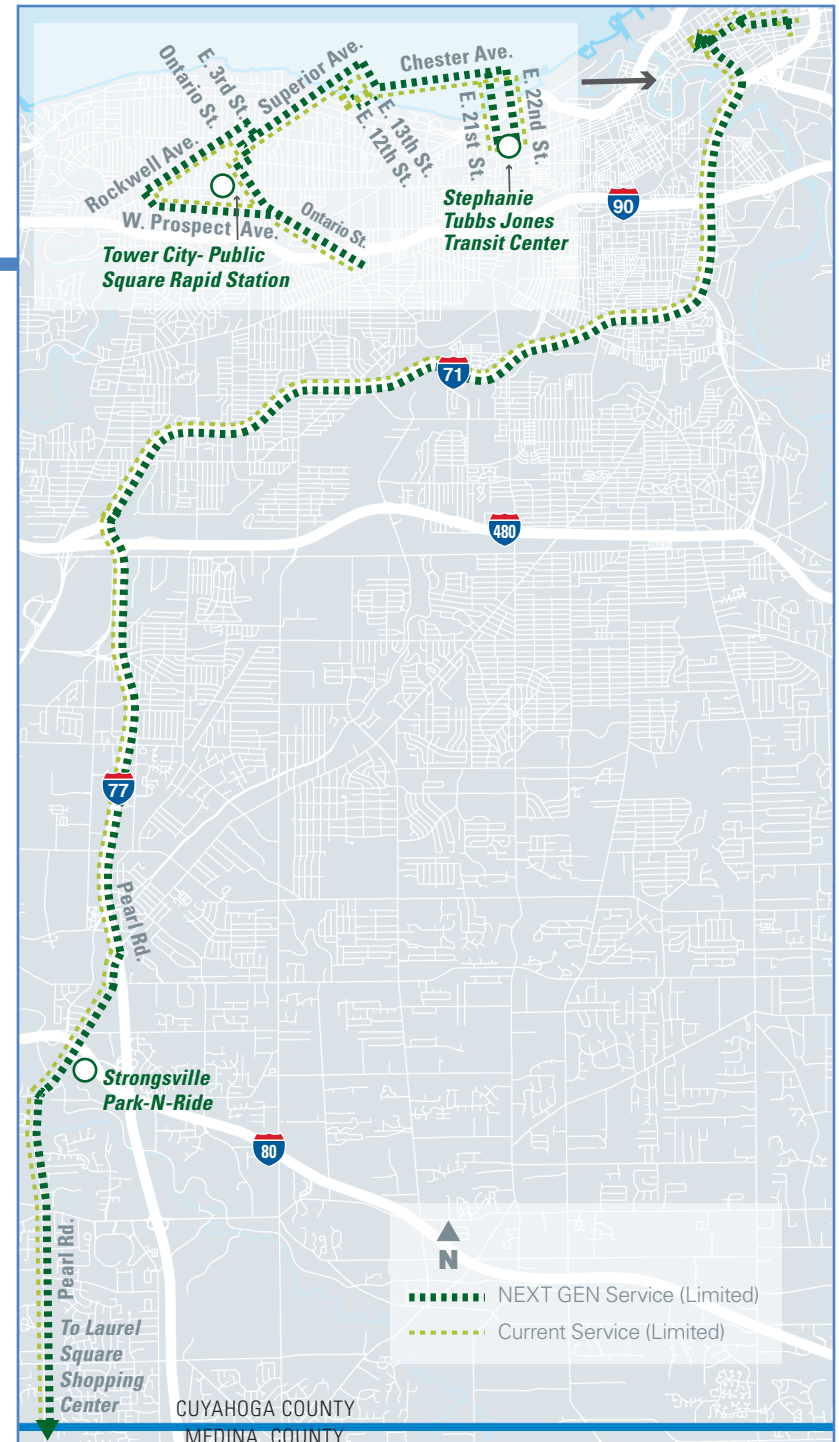 Ontario St.
E. 3rd St.
Superior Ave.
Chester Ave.
E. 13th St.
E. 12th St.
E. 21st St.
E. 22nd St.
Rockwell Ave.
W. Prospect Ave.
Ontario St.
Tower City- Public
Square Rapid Station
Stephanie
Tubbs Jones
Transit Center
90
71
480
77
Pearl Rd.
Strongsville
Park-N-Ride
80
N
NEXT GEN Service (Limited)
Current Service (Limited)
Pearl Rd.
To Laurel
Square
Shopping
Center
CUYAHOGA COUNTY
MEDINA COUNTY